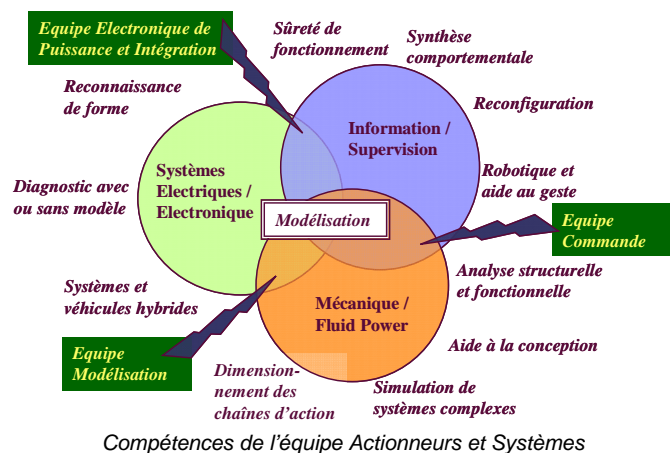 Equipe Electronique de
Puissance et Intégration
Sûreté de
fonctionnement
Synthèse
comportementale
Reconnaissance
de forme
Reconfiguration
Information /
Supervision
Systèmes
Electriques /
Electronique
Robotique et
aide au geste
Diagnostic avec
ou sans modèle
Modélisation
Equipe
Commande
Analyse structurelle
et fonctionnelle
Systèmes et
véhicules hybrides
Mécanique /
Fluid Power
Equipe
Modélisation
Aide à la conception
Dimension-
nement des
chaînes d'action
Simulation de
systèmes complexes
Compétences de l'équipe Actionneurs et Systèmes